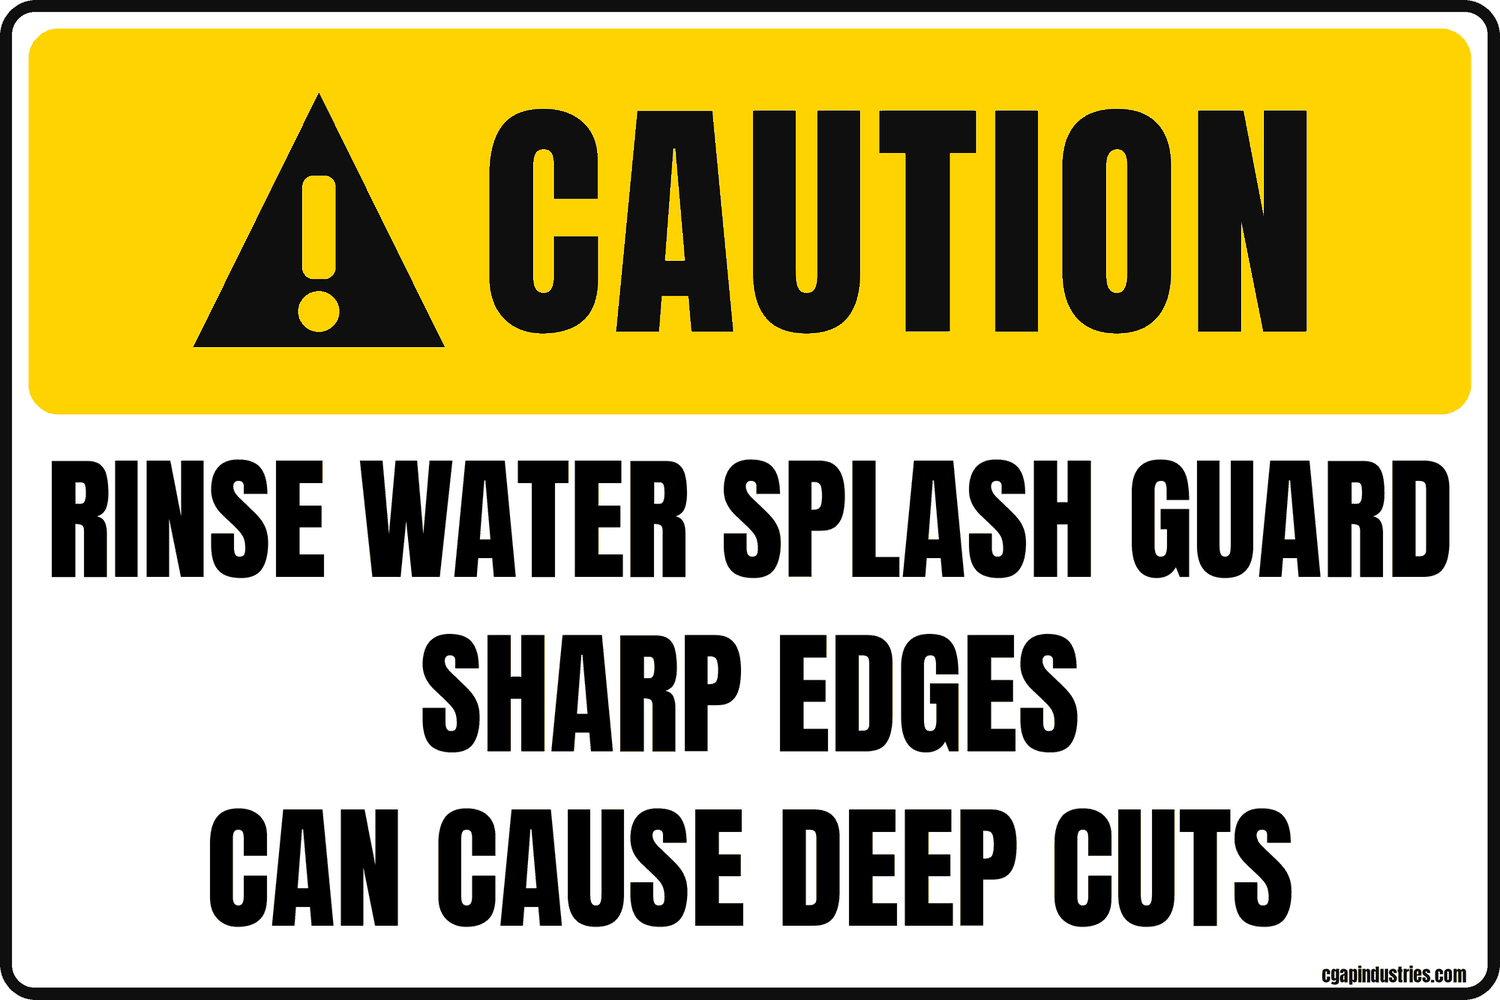 CAUTION
RINSE WATER SPLASH GUARD
SHARP EDGES
CAN CAUSE DEEP CUTS
cgapindustries.com